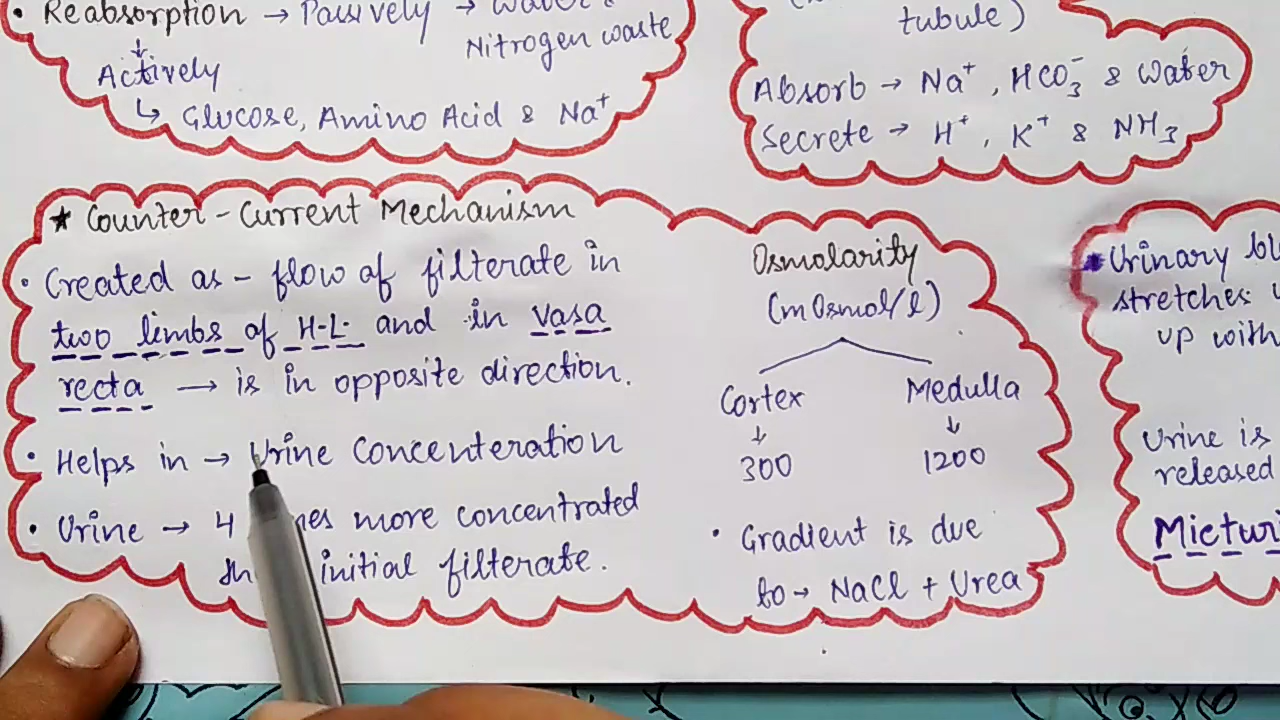 • Reabsorption → Passively → Water &
Nitrogen waste
↓
Actively
↳ Glucose, Amino Acid & Na⁺
tubule)
Absorb → Na⁺, HCO₃⁻ & Water
Secrete → H⁺, K⁺ & NH₃
★ Counter-Current Mechanism
• Created as - flow of filterate in
two limbs of H.L. and in vasa
recta → is in opposite direction.
• Helps in → Urine Concenteration
• Urine → 4 more concentrated
initial filterate.
Osmolarity
(mOsmol/l)
Cortex
↓
300
Medulla
↓
1200
• Gradient is due
to → NaCl + Urea
Urinary
stretches
up with
Urine is
released